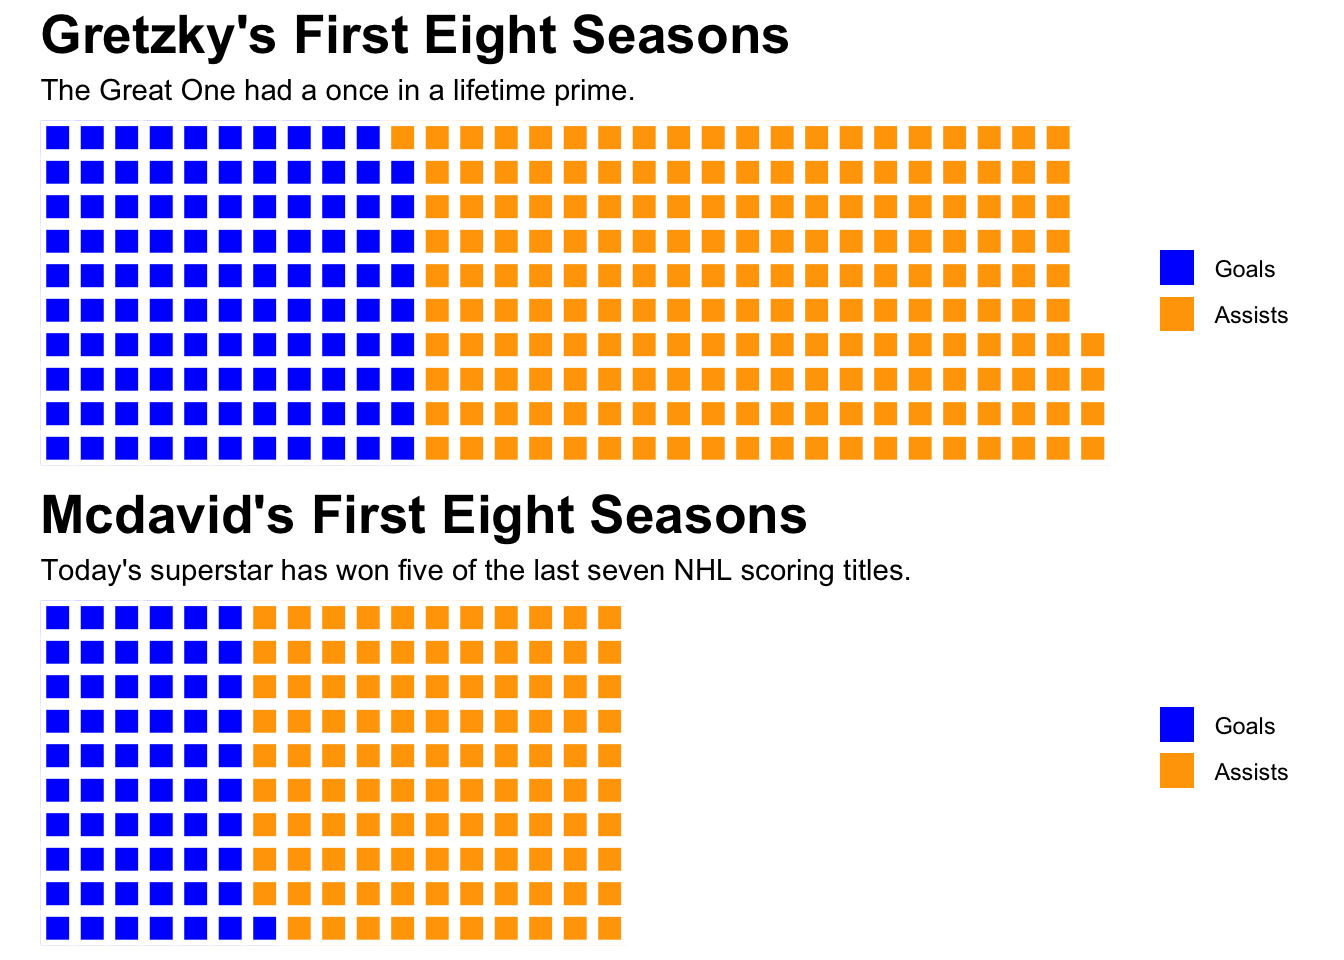 Gretzky's First Eight Seasons
The Great One had a once in a lifetime prime.
Goals
Assists
Mcdavid's First Eight Seasons
Today's superstar has won five of the last seven NHL scoring titles.
Goals
Assists